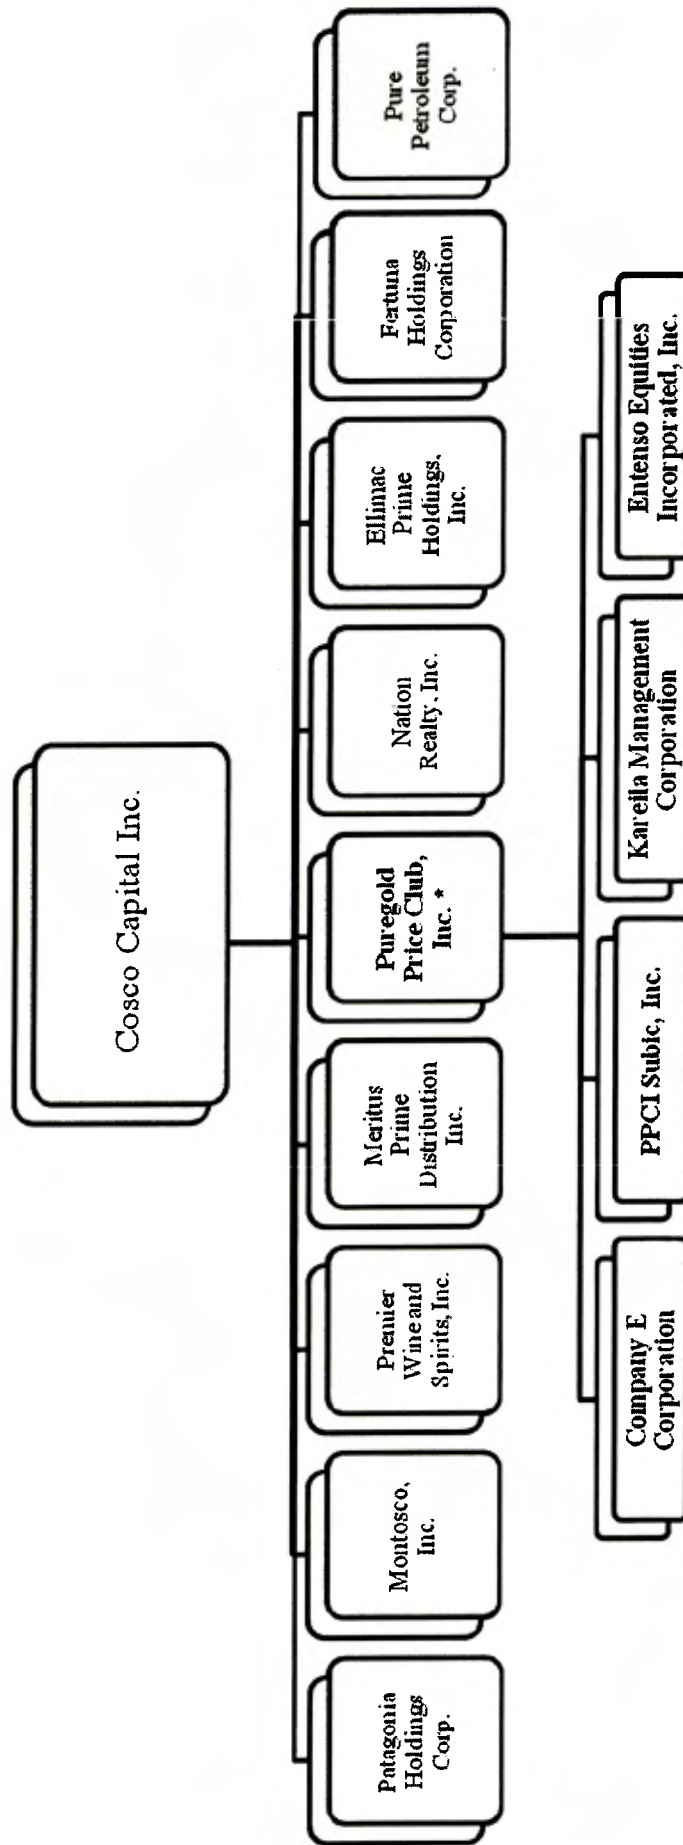 Cosco Capital Inc.
Patagonia
Holdings
Corp.
Montosco,
Inc.
Premier
Wine and
Spirits, Inc.
Meritus
Prime
Distribution
Inc.
Puregold
Price Club,
Inc. *
Nation
Realty, Inc.
Ellimac
Prime
Holdings,
Inc.
Fertuna
Holdings
Corporation
Pure
Petroleum
Corp.
Company E
Corporation
PPCI Subic, Inc.
Kareila Management
Corporation
Entenso Equities
Incorporated, Inc.